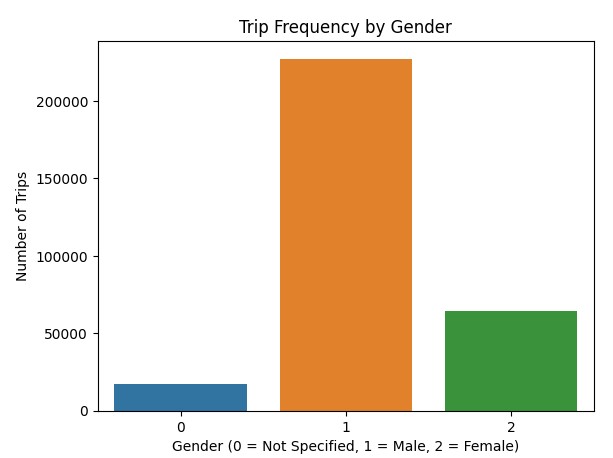 Trip Frequency by Gender
Number of Trips
200000
150000
100000
50000
0
0 1 2
Gender (0 = Not Specified, 1 = Male, 2 = Female)